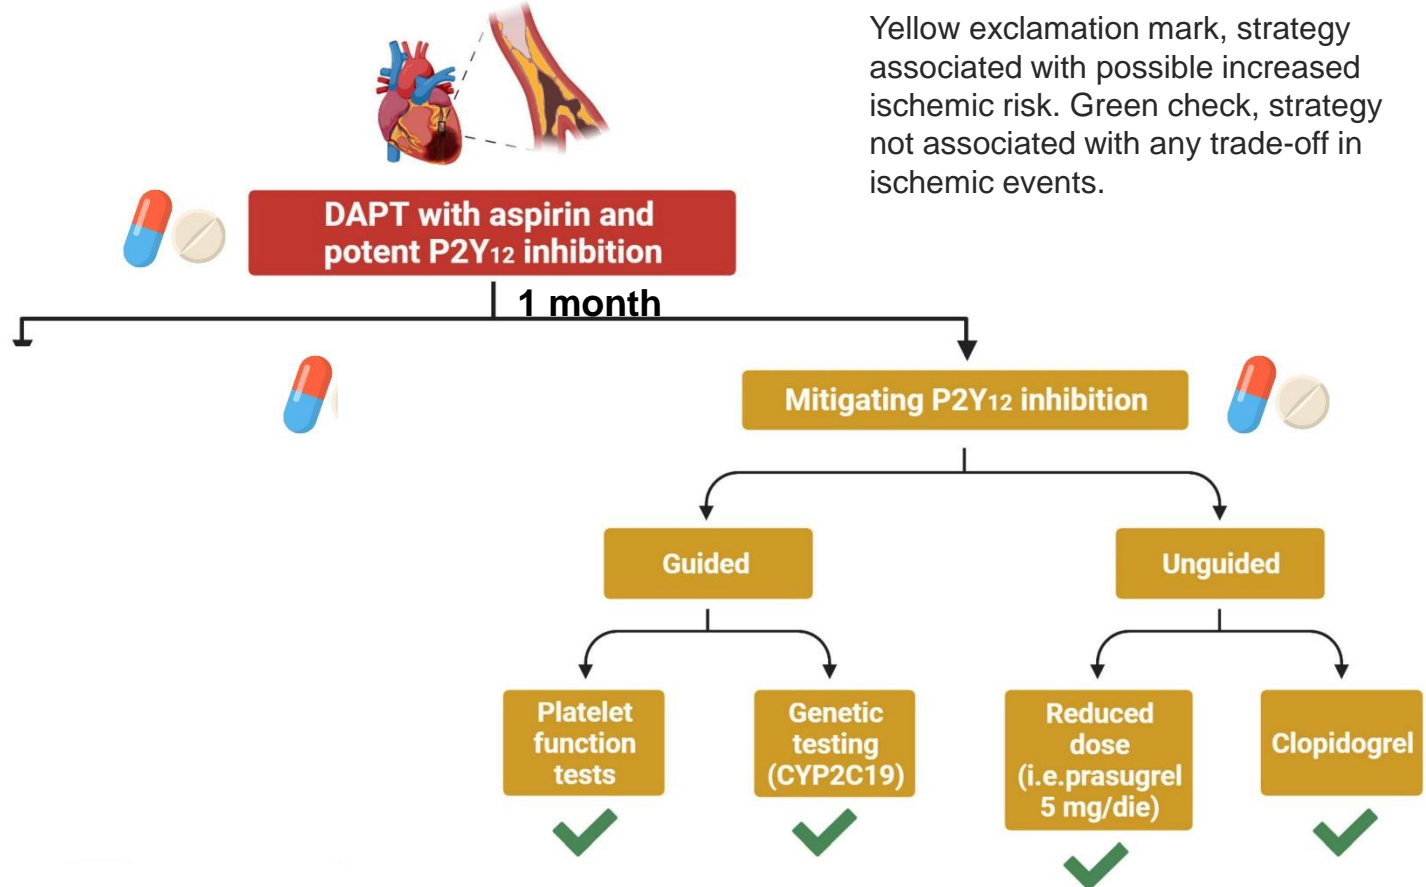 Yellow exclamation mark, strategy
associated with possible increased
ischemic risk. Green check, strategy
not associated with any trade-off in
ischemic events.
DAPT with aspirin and
potent P2Y₁₂ inhibition
1 month
Mitigating P2Y₁₂ inhibition
Guided
Unguided
Platelet
function
tests
Genetic
testing
(CYP2C19)
Reduced
dose
(i.e.prasugrel
5 mg/die)
Clopidogrel